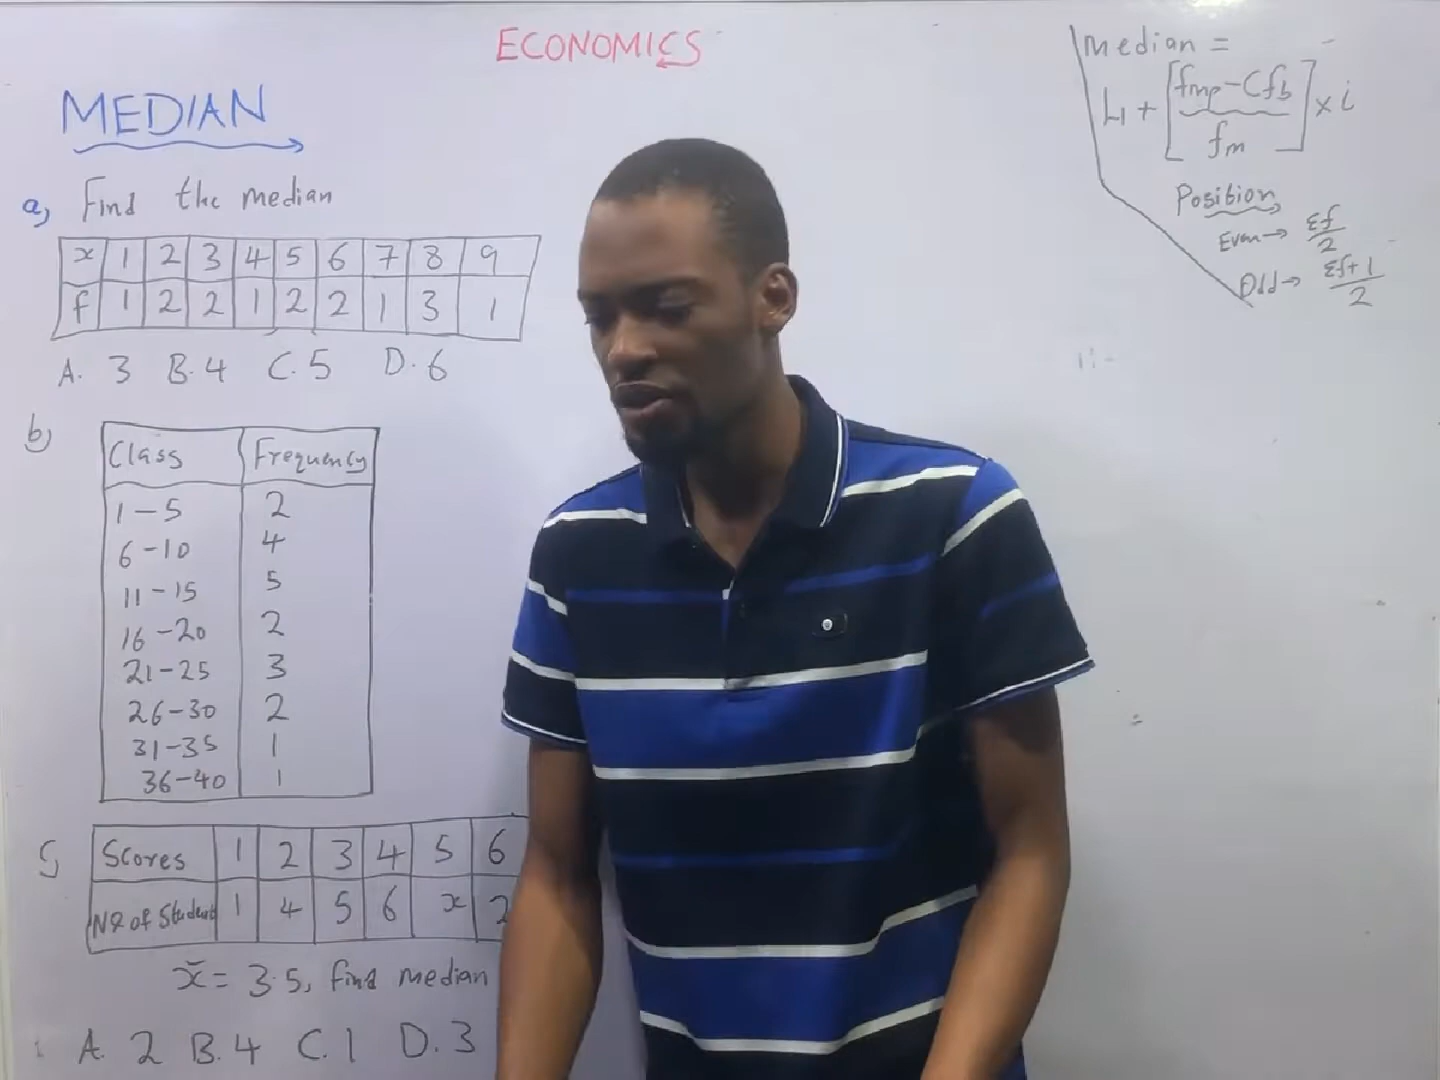 ECONOMICS
MEDIAN
a, Find the median
x 1 2 3 4 5 6 7 8 9
f 1 2 2 1 2 2 1 3 1
A. 3 B. 4 C. 5 D. 6
b,
Class Frequency
1-5 2
6-10 4
11-15 5
16-20 2
21-25 3
26-30 2
31-35 1
36-40 1
Scores 1 2 3 4 5 6
No of Student 1 4 5 6 x 2
x̄ = 3.5, find median
A. 2 B. 4 C. 1 D. 3
median =
L1 + [fmp - Cfb / fm] x i
Position
Even → Σf/2
Odd → Σf+1/2